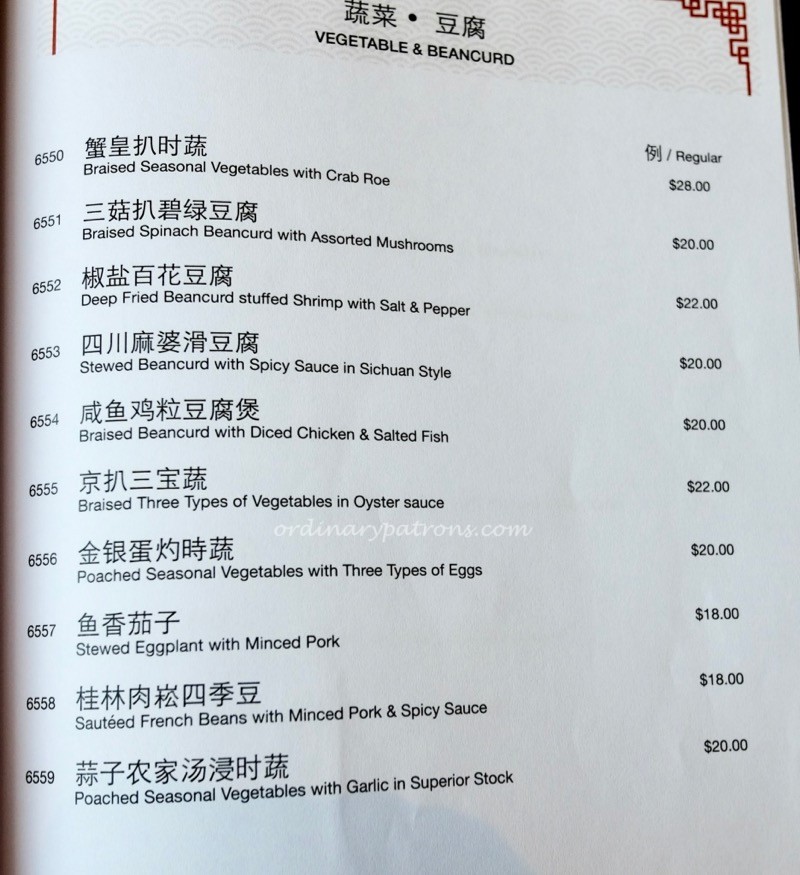 蔬菜 • 豆腐
VEGETABLE & BEANCURD
例 / Regular
6550 蟹皇扒时蔬
Braised Seasonal Vegetables with Crab Roe $28.00
6551 三菇扒碧绿豆腐
Braised Spinach Beancurd with Assorted Mushrooms $20.00
6552 椒盐百花豆腐
Deep Fried Beancurd stuffed Shrimp with Salt & Pepper $22.00
6553 四川麻婆滑豆腐
Stewed Beancurd with Spicy Sauce in Sichuan Style $20.00
6554 咸鱼鸡粒豆腐煲
Braised Beancurd with Diced Chicken & Salted Fish $20.00
6555 京扒三宝蔬
Braised Three Types of Vegetables in Oyster sauce $22.00
ordinarypatrons.com
6556 金银蛋灼時蔬
Poached Seasonal Vegetables with Three Types of Eggs $20.00
6557 鱼香茄子
Stewed Eggplant with Minced Pork $18.00
6558 桂林肉崧四季豆
Sautéed French Beans with Minced Pork & Spicy Sauce $18.00
6559 蒜子农家汤浸时蔬
Poached Seasonal Vegetables with Garlic in Superior Stock $20.00